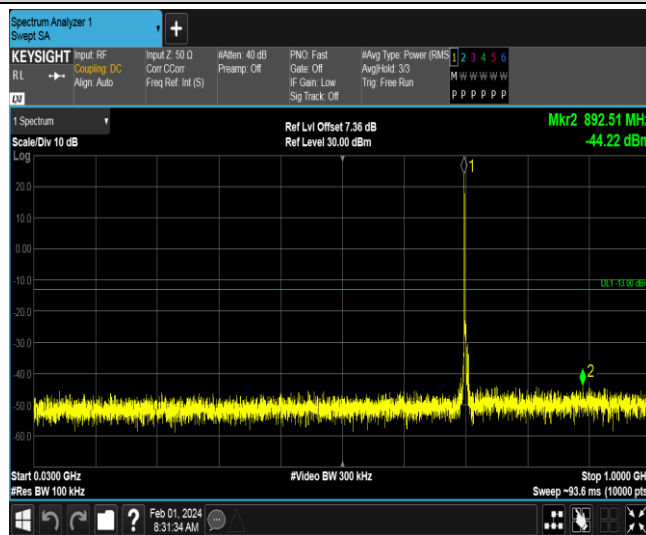 Spectrum Analyzer 1
Swept SA
+
KEYSIGHT Input: RF Input Z: 50 Ω #Atten: 40 dB PNO: Fast #Avg Type: Power (RMS 1 2 3 4 5 6
RL Coupling: DC Corr CCorr Preamp: Off Gate: Off Avg|Hold: 3/3 M W W W W W
Align: Auto Freq Ref: Int (S) IF Gain: Low Trig: Free Run
LXI Sig Track: Off P P P P P P
1 Spectrum Ref Lvl Offset 7.36 dB Mkr2 892.51 MHz
Scale/Div 10 dB Ref Level 30.00 dBm -44.22 dBm
Log
1
20.0
10.0
0.00
-10.0
DL1 -13.00 dBm
-20.0
-30.0
-40.0
2
-50.0
-60.0
Start 0.0300 GHz #Video BW 300 kHz Stop 1.0000 GHz
#Res BW 100 kHz Sweep ~93.6 ms (10000 pts
? Feb 01, 2024
8:31:34 AM